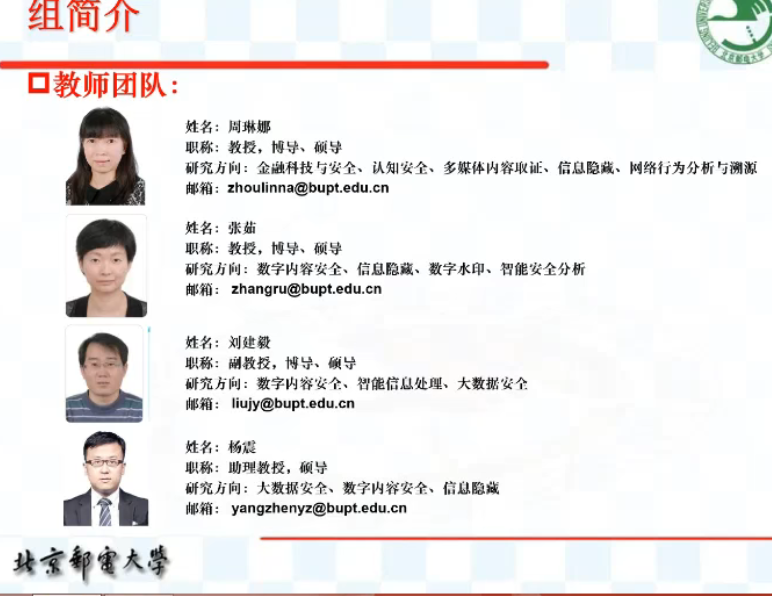 组简介
教师团队：
姓名：周琳娜
职称：教授，博导、硕导
研究方向：金融科技与安全、认知安全、多媒体内容取证、信息隐藏、网络行为分析与溯源
邮箱：zhoulinna@bupt.edu.cn
姓名：张茹
职称：教授，博导、硕导
研究方向：数字内容安全、信息隐藏、数字水印、智能安全分析
邮箱： zhangru@bupt.edu.cn
姓名：刘建毅
职称：副教授，博导、硕导
研究方向：数字内容安全、智能信息处理、大数据安全
邮箱： liujy@bupt.edu.cn
姓名：杨震
职称：助理教授，硕导
研究方向：大数据安全、数字内容安全、信息隐藏
邮箱： yangzhenyz@bupt.edu.cn
北京郵電大學